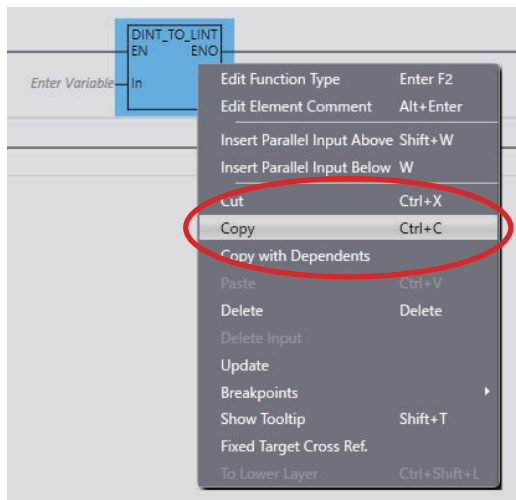 DINT_TO_LINT
EN ENO
Enter Variable In
Edit Function Type Enter F2
Edit Element Comment Alt+Enter
Insert Parallel Input Above Shift+W
Insert Parallel Input Below W
Cut Ctrl+X
Copy Ctrl+C
Copy with Dependents
Paste Ctrl+V
Delete Delete
Delete Input
Update
Breakpoints
Show Tooltip Shift+T
Fixed Target Cross Ref.
To Lower Layer Ctrl+Shift+L